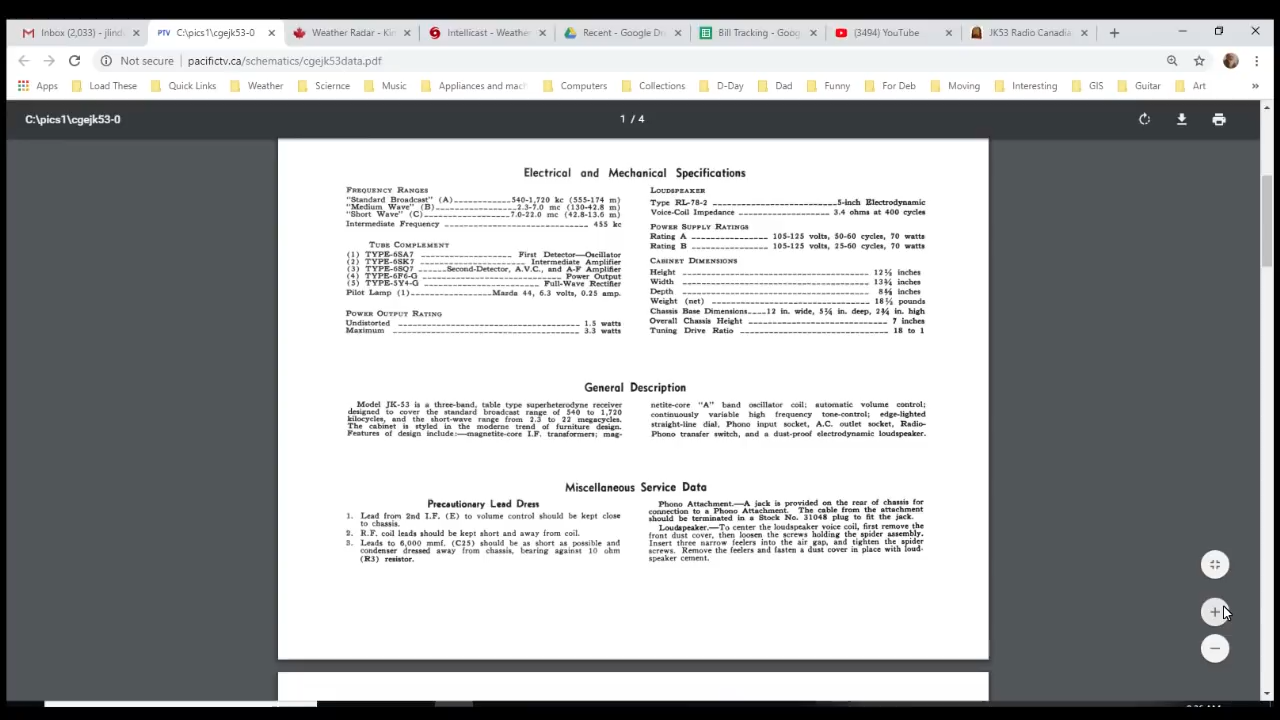 Inbox (2,033) - jlind
C:\pics1\cgejk53-0
Weather Radar - Kin
Intellicast - Weather
Recent - Google Do
Bill Tracking - Goog
(3494) YouTube
JK53 Radio Canadia
Not secure
pacifictv.ca/schematics/cgejk53data.pdf
Apps
Load These
Quick Links
Weather
Scirence
Music
Appliances and mach
Computers
Collections
D-Day
Dad
Funny
For Deb
Moving
Interesting
GIS
Guitar
Art
C:\pics1\cgejk53-0
1 / 4
Electrical and Mechanical Specifications
FREQUENCY RANGES
"Standard Broadcast" (A) 540-1,720 kc (555-174 m)
"Medium Wave" (B) 2.3-7.0 mc (130-42.8 m)
"Short Wave" (C) 7.0-22.0 mc (42.8-13.6 m)
Intermediate Frequency 455 kc
TUBE COMPLEMENT
(1) TYPE-6SA7 First Detector—Oscillator
(2) TYPE-6SK7 Intermediate Amplifier
(3) TYPE-6SQ7 Second-Detector, A.V.C., and A-F Amplifier
(4) TYPE-6F6-G Power Output
(5) TYPE-5Y4-G Full-Wave Rectifier
Pilot Lamp (1) Mazda 44, 6.3 volts, 0.25 amp.
POWER OUTPUT RATING
Undistorted 1.5 watts
Maximum 3.3 watts
LOUDSPEAKER
Type RL-78-2 5-inch Electrodynamic
Voice-Coil Impedance 3.4 ohms at 400 cycles
POWER SUPPLY RATINGS
Rating A 105-125 volts, 50-60 cycles, 70 watts
Rating B 105-125 volts, 25-60 cycles, 70 watts
CABINET DIMENSIONS
Height inches
Width inches
Depth inches
Weight (net) 18½ pounds
Chassis Base Dimensions 12 in. wide, in. deep, in. high
Overall Chassis Height 7 inches
Tuning Drive Ratio 18 to 1
General Description
Model JK-53 is a three-band, table type superheterodyne receiver
designed to cover the standard broadcast range of 540 to 1,720
kilocycles, and the short-wave range from 2.3 to 22 megacycles.
The cabinet is styled in the moderne trend of furniture design.
Features of design include:—magnetite-core I.F. transformers; mag-
netite-core "A" band oscillator coil; automatic volume control;
continuously variable high frequency tone-control; edge-lighted
straight-line dial, Phono input socket, A.C. outlet socket, Radio-
Phono transfer switch, and a dust-proof electrodynamic loudspeaker.
Miscellaneous Service Data
Precautionary Lead Dress
1. Lead from 2nd I.F. (E) to volume control should be kept close
to chassis.
2. R.F. coil leads should be kept short and away from coil.
3. Leads to 6,000 mmf. (C25) should be as short as possible and
condenser dressed away from chassis, bearing against 10 ohm
(R3) resistor.
Phono Attachment.—A jack is provided on the rear of chassis for
connection to a Phono Attachment. The cable from the attachment
should be terminated in a Stock No. 31048 plug to fit the jack.
Loudspeaker.—To center the loudspeaker voice coil, first remove the
front dust cover, then loosen the screws holding the spider assembly.
Insert three narrow feelers into the air gap, and tighten the spider
screws. Remove the feelers and fasten a dust cover in place with loud-
speaker cement.